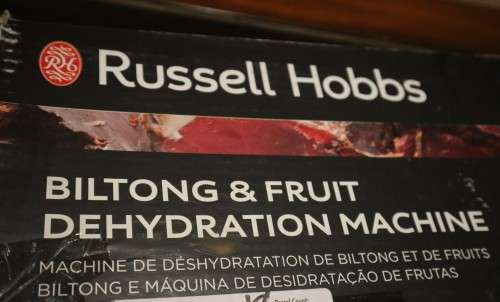 RH Russell Hobbs
BILTONG & FRUIT
DEHYDRATION MACHINE
MACHINE DE DÉSHYDRATATION DE BILTONG ET DE FRUITS
BILTONG E MÁQUINA DE DESIDRATAÇÃO DE FRUTAS